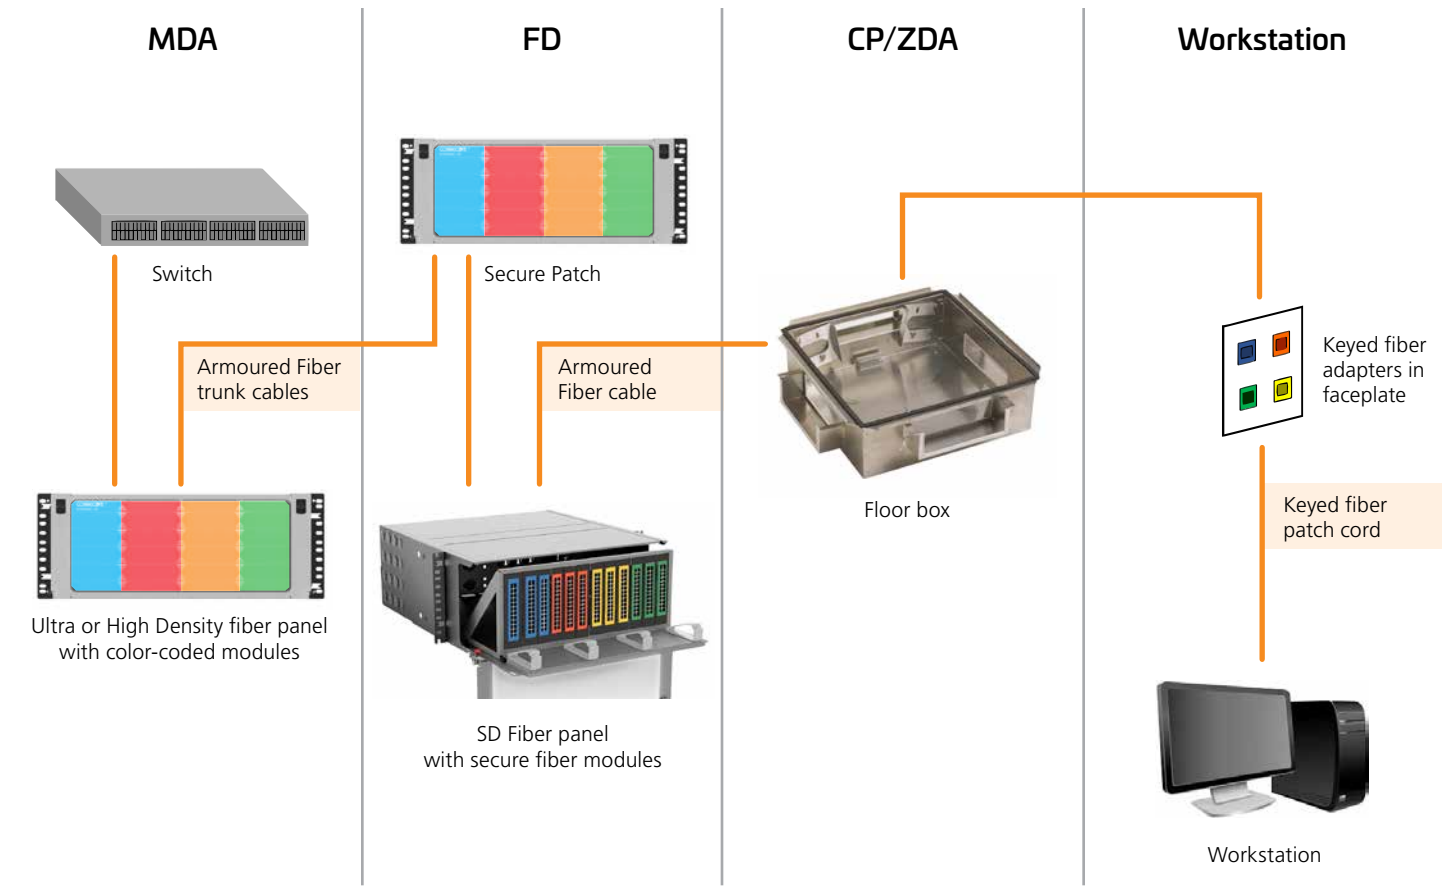 MDA
FD
CP/ZDA
Workstation
Switch
Secure Patch
Armoured Fiber
trunk cables
Armoured
Fiber cable
Keyed fiber
adapters in
faceplate
Floor box
Keyed fiber
patch cord
Ultra or High Density fiber panel
with color-coded modules
SD Fiber panel
with secure fiber modules
Workstation